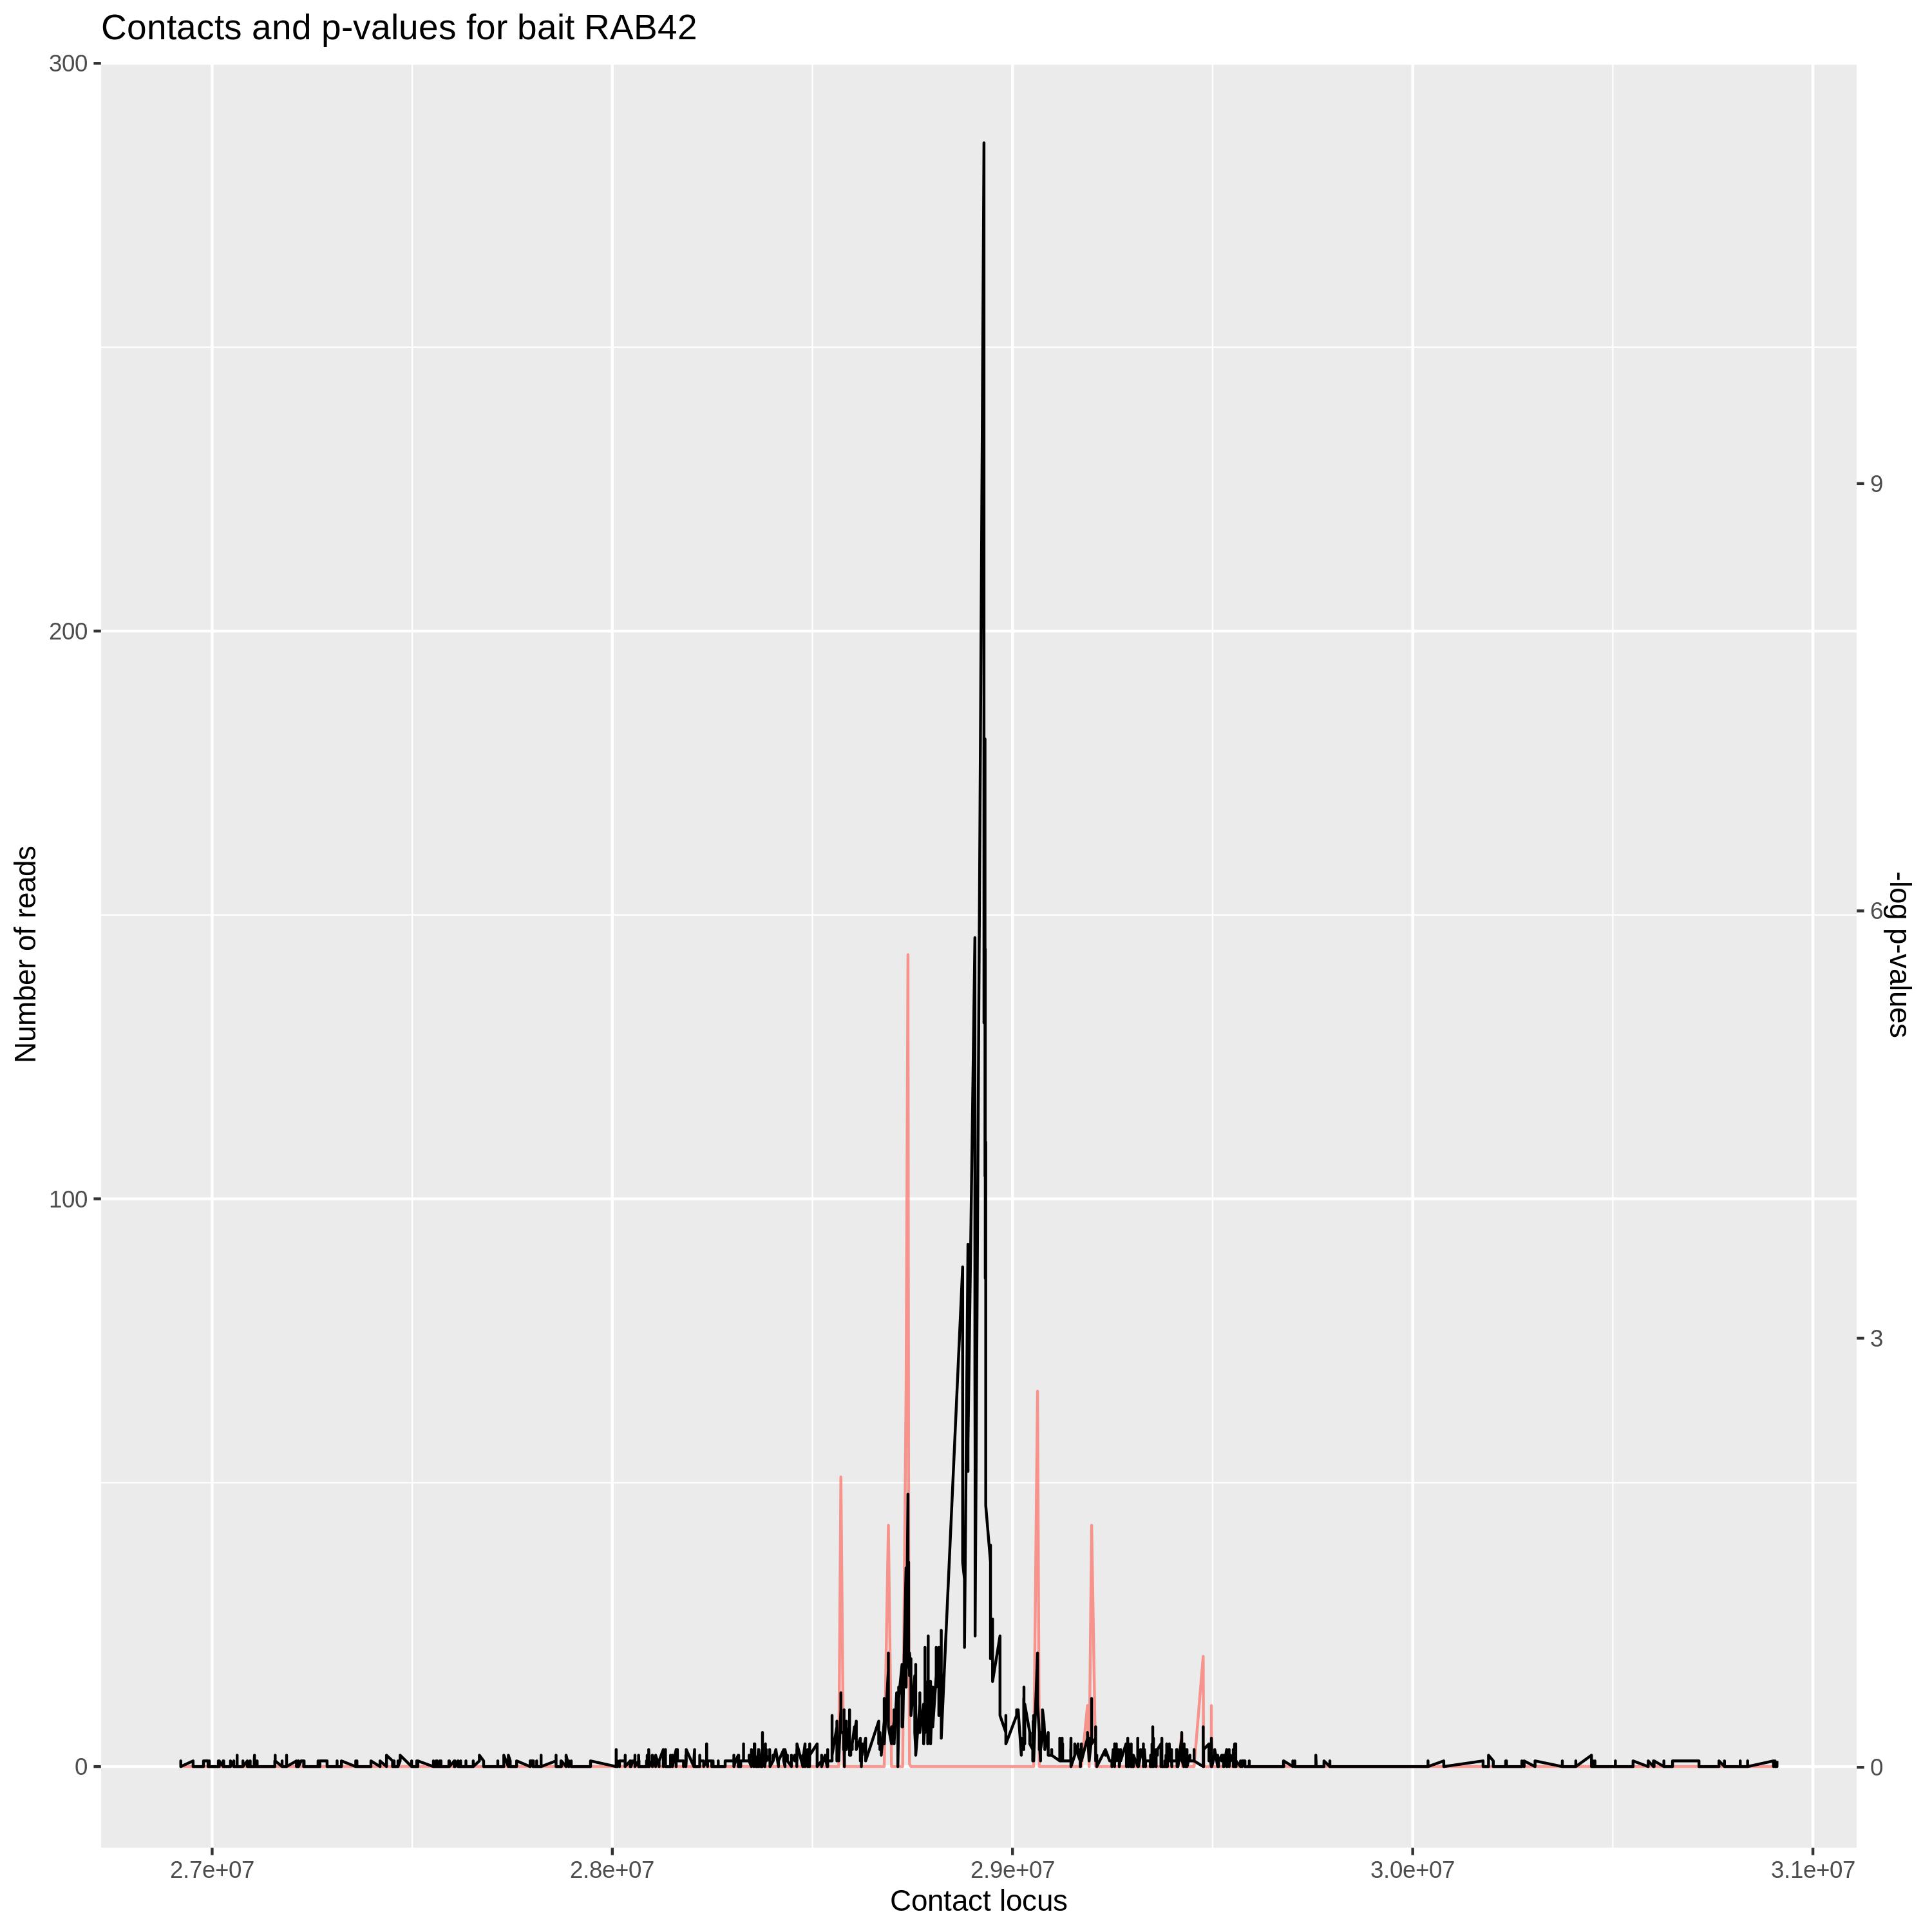 Contacts and p-values for bait RAB42
300
200
100
0
Number of reads
9
6
3
0
-log p-values
2.7e+07 2.8e+07 2.9e+07 3.0e+07 3.1e+07
Contact locus